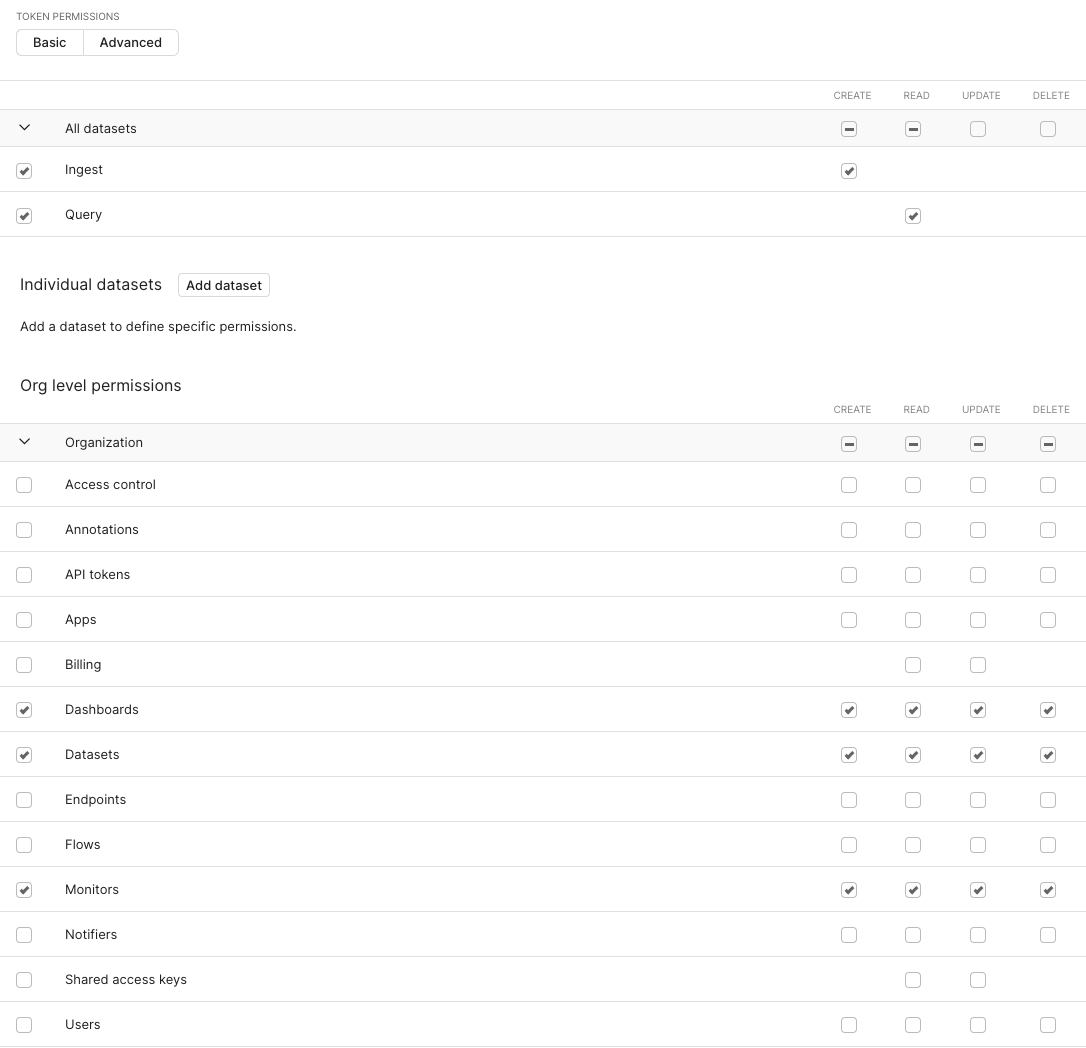 TOKEN PERMISSIONS
Basic Advanced
CREATE READ UPDATE DELETE
All datasets
Ingest
Query
Individual datasets Add dataset
Add a dataset to define specific permissions.
Org level permissions
CREATE READ UPDATE DELETE
Organization
Access control
Annotations
API tokens
Apps
Billing
Dashboards
Datasets
Endpoints
Flows
Monitors
Notifiers
Shared access keys
Users